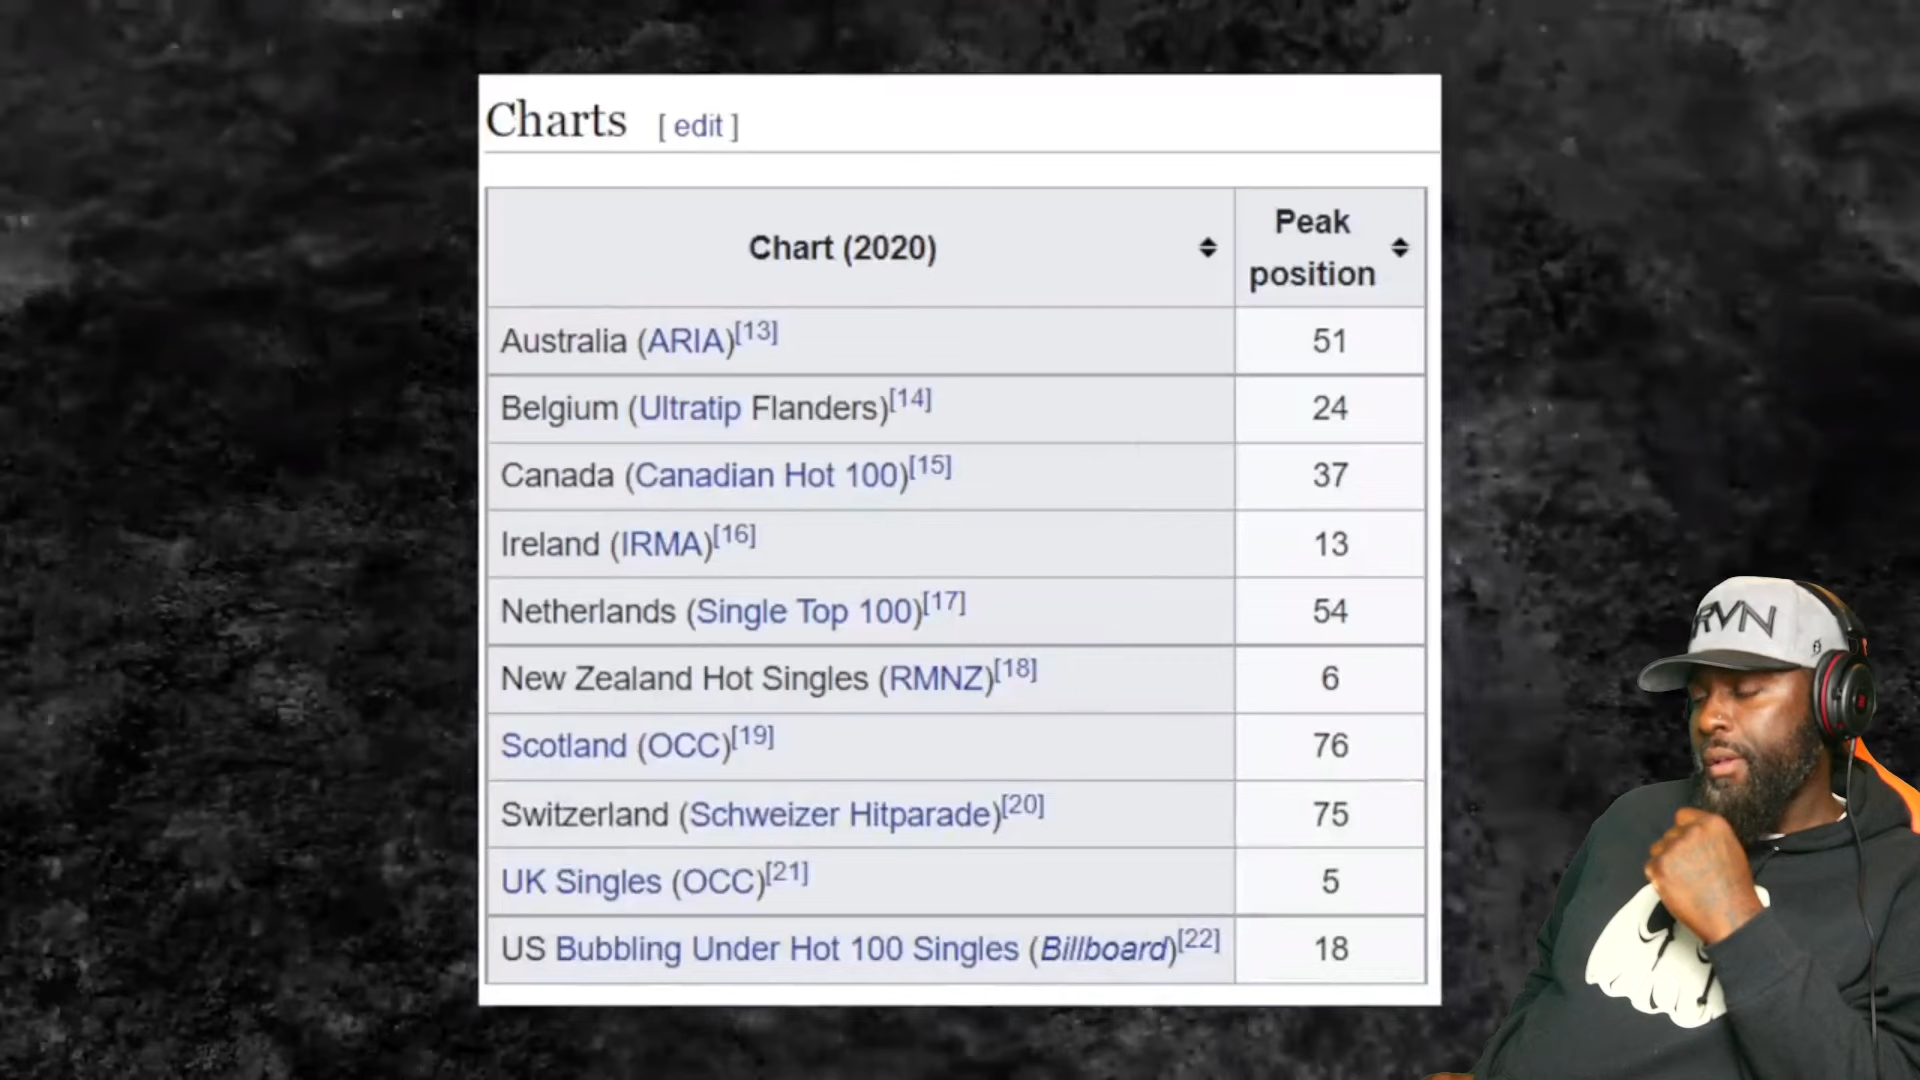 Charts [ edit ]
Chart (2020)
Peak
position
Australia (ARIA)[13] 51
Belgium (Ultratip Flanders)[14] 24
Canada (Canadian Hot 100)[15] 37
Ireland (IRMA)[16] 13
Netherlands (Single Top 100)[17] 54
New Zealand Hot Singles (RMNZ)[18] 6
Scotland (OCC)[19] 76
Switzerland (Schweizer Hitparade)[20] 75
UK Singles (OCC)[21] 5
US Bubbling Under Hot 100 Singles (Billboard)[22] 18